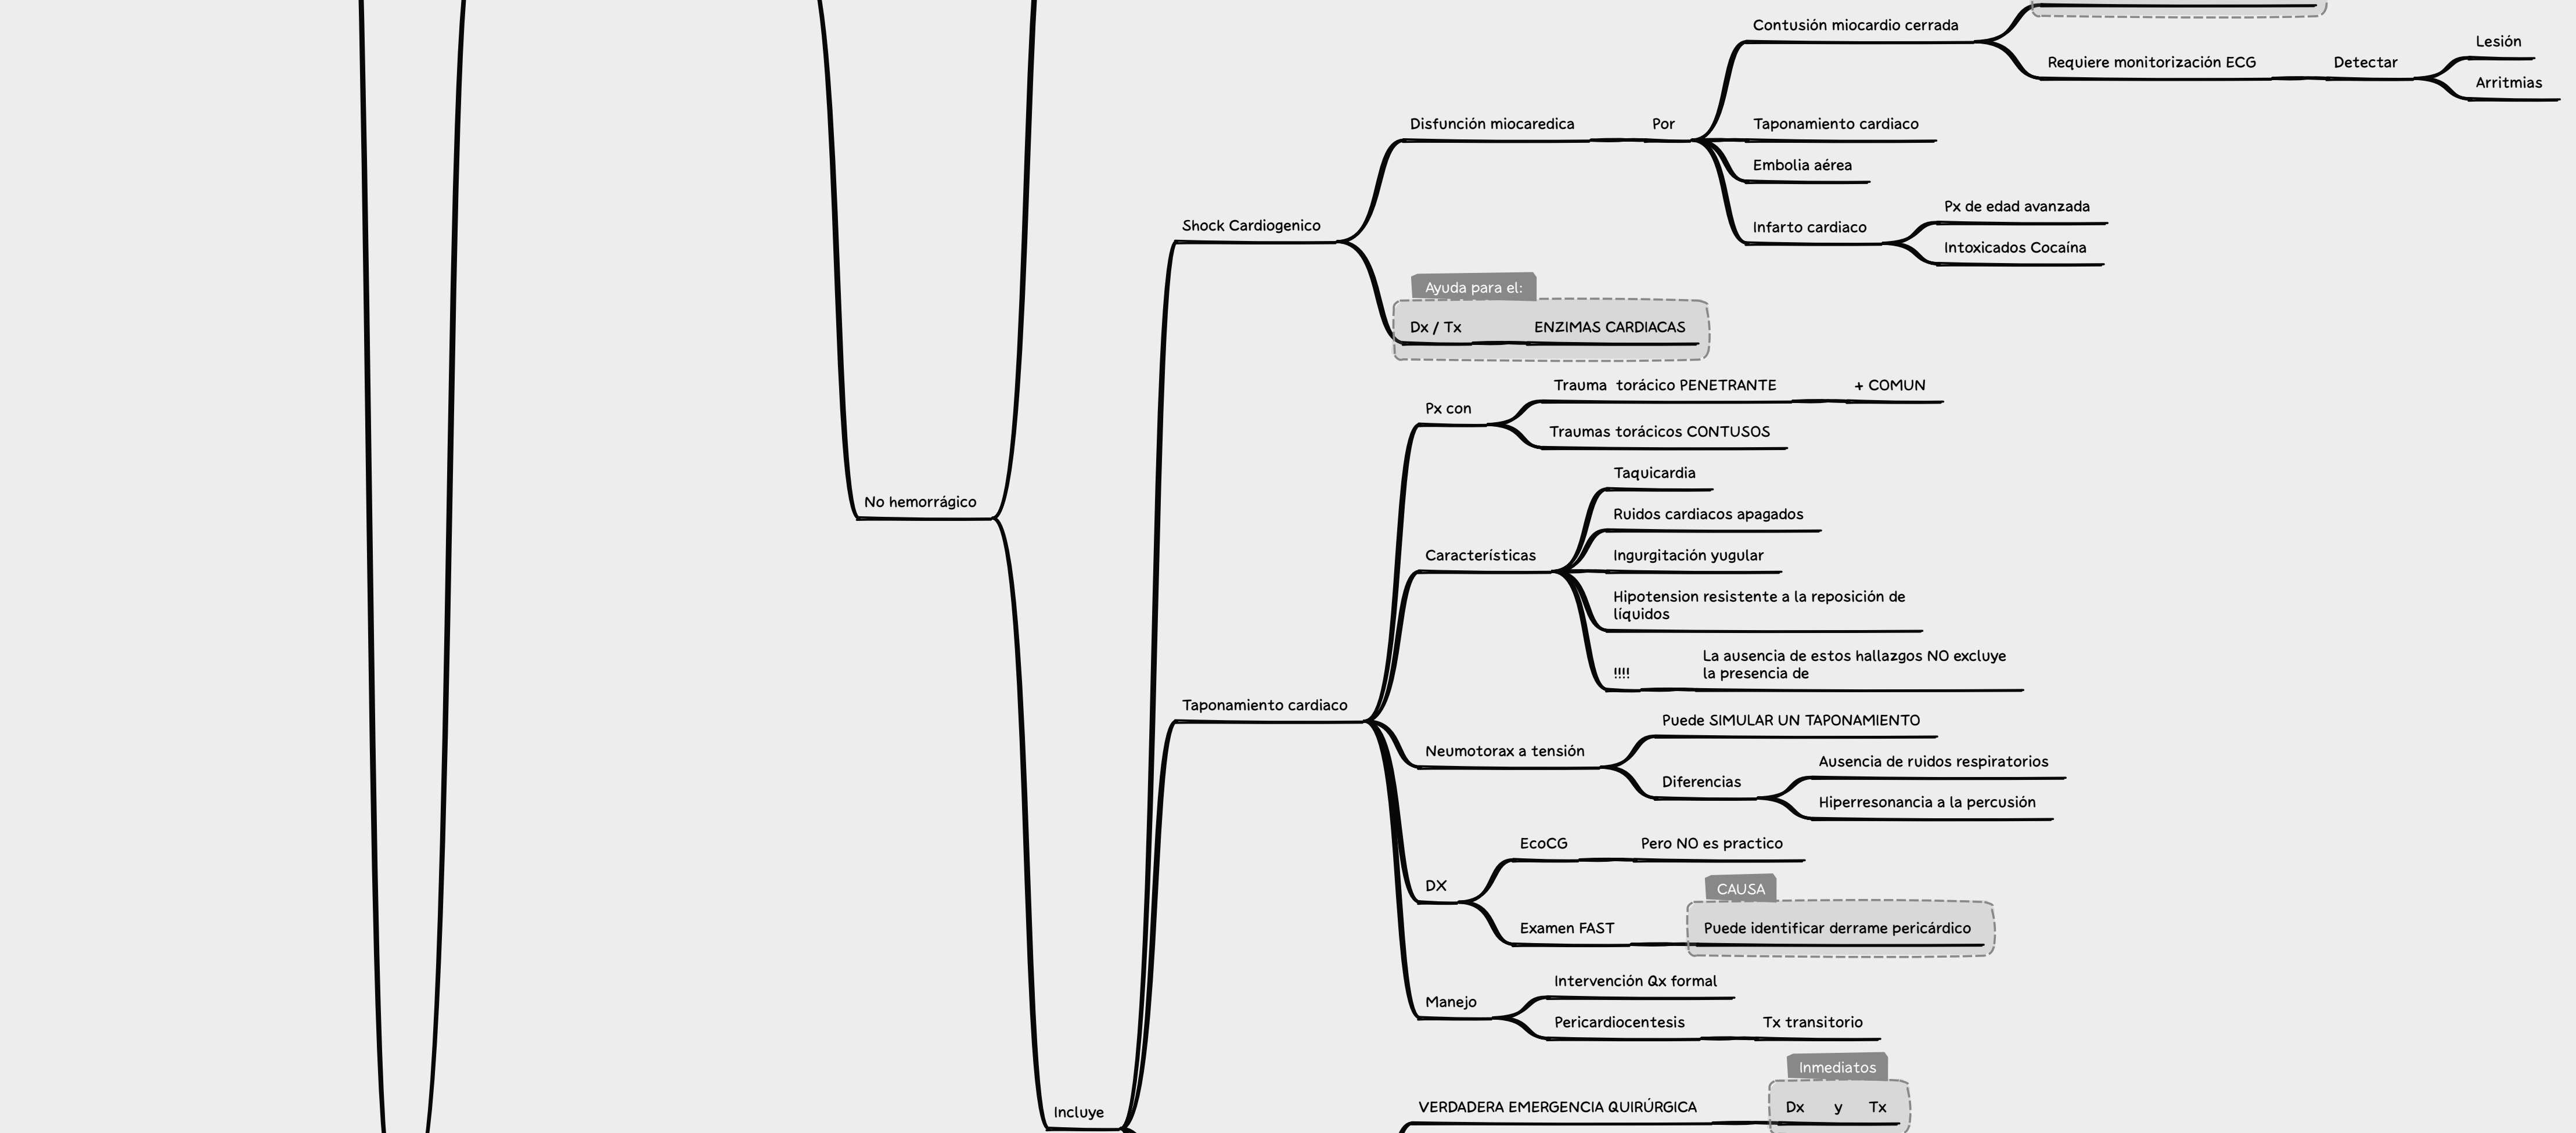 No hemorrágico
Incluye
Shock Cardiogenico
Disfunción miocaredica
Por
Contusión miocardio cerrada
Requiere monitorización ECG
Detectar
Lesión
Arritmias
Taponamiento cardiaco
Embolia aérea
Infarto cardiaco
Px de edad avanzada
Intoxicados Cocaína
Ayuda para el:
Dx / Tx
ENZIMAS CARDIACAS
Taponamiento cardiaco
Px con
Trauma torácico PENETRANTE
+ COMUN
Traumas torácicos CONTUSOS
Características
Taquicardia
Ruidos cardiacos apagados
Ingurgitación yugular
Hipotension resistente a la reposición de
líquidos
!!!!
La ausencia de estos hallazgos NO excluye
la presencia de
Neumotorax a tensión
Puede SIMULAR UN TAPONAMIENTO
Diferencias
Ausencia de ruidos respiratorios
Hiperresonancia a la percusión
DX
EcoCG
Pero NO es practico
Examen FAST
CAUSA
Puede identificar derrame pericárdico
Manejo
Intervención Qx formal
Pericardiocentesis
Tx transitorio
VERDADERA EMERGENCIA QUIRÚRGICA
Inmediatos
Dx y Tx